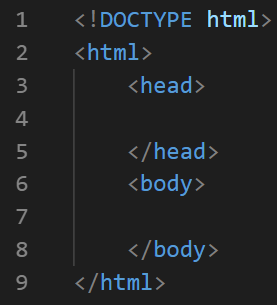 1 <!DOCTYPE html>
2 <html>
3     <head>
4
5     </head>
6     <body>
7
8     </body>
9 </html>